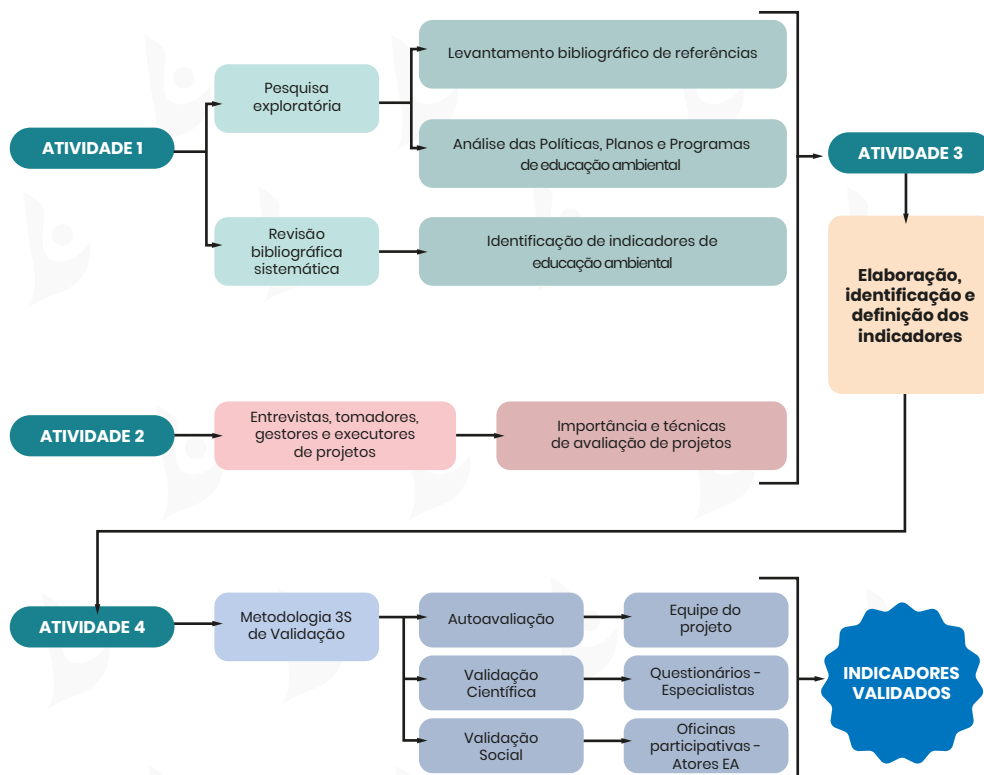 ATIVIDADE 1
Pesquisa
exploratória
Levantamento bibliográfico de referências
Análise das Políticas, Planos e Programas
de educação ambiental
Revisão
bibliográfica
sistemática
Identificação de indicadores de
educação ambiental
ATIVIDADE 2
Entrevistas, tomadores,
gestores e executores
de projetos
Importância e técnicas
de avaliação de projetos
ATIVIDADE 3
Elaboração,
identificação e
definição dos
indicadores
ATIVIDADE 4
Metodologia 3S
de Validação
Autoavaliação
Equipe do
projeto
Validação
Científica
Questionários -
Especialistas
Validação
Social
Oficinas
participativas -
Atores EA
INDICADORES
VALIDADOS